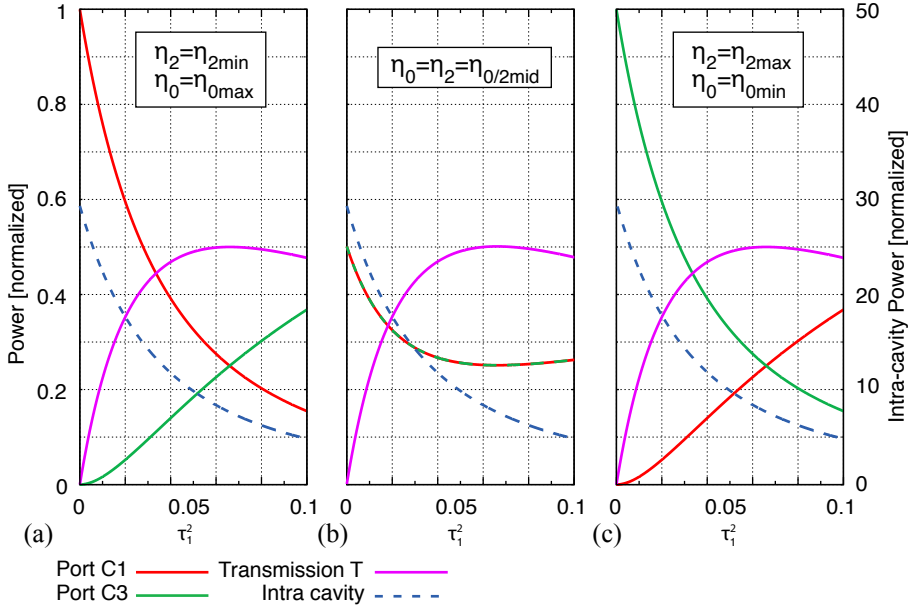 Power [normalized]
1
0.8
0.6
0.4
0.2
0
η2=η2min
η0=η0max
η0=η2=η0/2mid
η2=η2max
η0=η0min
50
40
30
20
10
0
Intra-cavity Power [normalized]
0 0.05 0.1
0 0.05 0.1
0 0.05 0.1
(a) τ₁² (b) τ₁² (c) τ₁²
Port C1 Transmission T
Port C3 Intra cavity